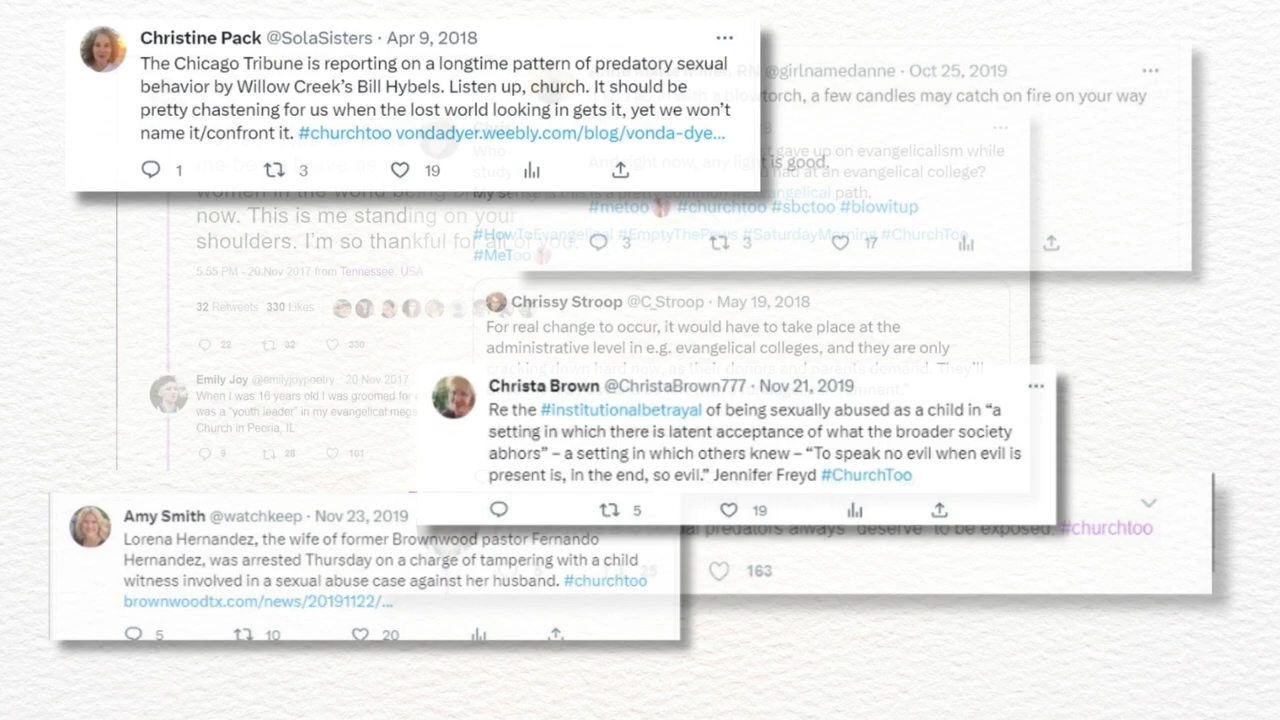 Christine Pack @SolaSisters · Apr 9, 2018
The Chicago Tribune is reporting on a longtime pattern of predatory sexual
behavior by Willow Creek's Bill Hybels. Listen up, church. It should be
pretty chastening for us when the lost world looking in gets it, yet we won't
name it/confront it. #churchtoo vondadyer.weebly.com/blog/vonda-dye...
1 3 19
@girlnamedanne · Oct 25, 2019
a few candles may catch on fire on your way
And right now, any light is good.
#metoo #churchtoo #sbctoo #blowitup
3 3 17
gave up on evangelicalism while
had at an evangelical college?
My sense is this is a pretty common evangelical path.
#HowToEvangelical #EmptyThePews #SaturdayMorning #ChurchToo
#MeToo
women in the world being
now. This is me standing on your
shoulders. I'm so thankful for all of you.
5:55 PM · 20 Nov 2017 from Tennessee, USA
32 Retweets 330 Likes
22 32 330
Emily Joy @emilyjoypoetry · 20 Nov 2017
When I was 16 years old I was groomed for
was a "youth leader" in my evangelical mega
Church in Peoria, IL
9 28 101
Chrissy Stroop @C_Stroop · May 19, 2018
For real change to occur, it would have to take place at the
administrative level in e.g. evangelical colleges, and they are only
cracking down hard now, as their donors and parents demand. They'll
Christa Brown @ChristaBrown777 · Nov 21, 2019
Re the #institutionalbetrayal of being sexually abused as a child in "a
setting in which there is latent acceptance of what the broader society
abhors" – a setting in which others knew – "To speak no evil when evil is
present is, in the end, so evil." Jennifer Freyd #ChurchToo
5 19
predators always deserve to be exposed. #churchtoo
25 163
Amy Smith @watchkeep · Nov 23, 2019
Lorena Hernandez, the wife of former Brownwood pastor Fernando
Hernandez, was arrested Thursday on a charge of tampering with a child
witness involved in a sexual abuse case against her husband. #churchtoo
brownwoodtx.com/news/20191122/...
5 10 20